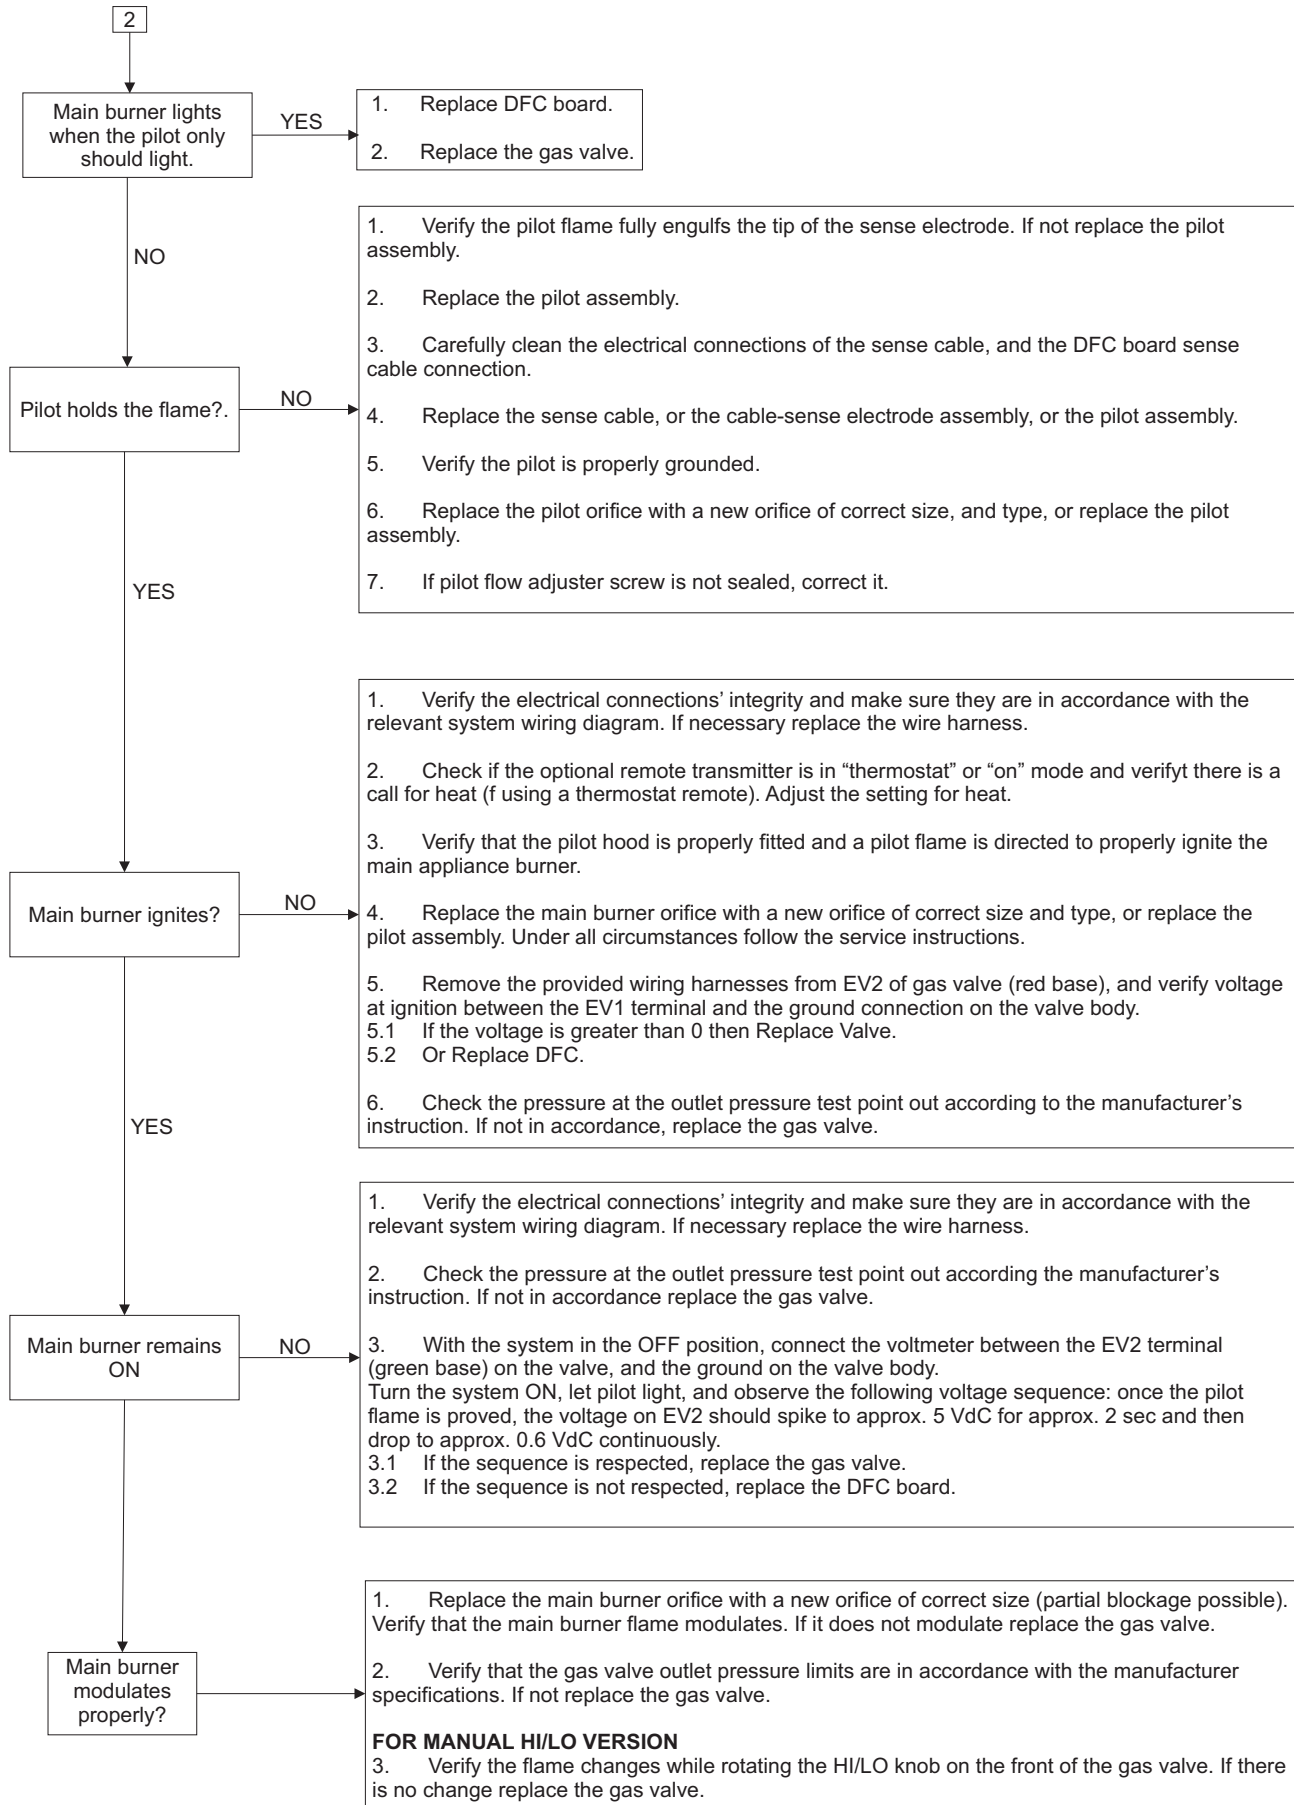 2
Main burner lights
when the pilot only
should light.
YES
1. Replace DFC board.
2. Replace the gas valve.
NO
1. Verify the pilot flame fully engulfs the tip of the sense electrode. If not replace the pilot
assembly.
2. Replace the pilot assembly.
3. Carefully clean the electrical connections of the sense cable, and the DFC board sense
cable connection.
4. Replace the sense cable, or the cable-sense electrode assembly, or the pilot assembly.
5. Verify the pilot is properly grounded.
6. Replace the pilot orifice with a new orifice of correct size, and type, or replace the pilot
assembly.
7. If pilot flow adjuster screw is not sealed, correct it.
Pilot holds the flame?.
NO
YES
1. Verify the electrical connections’ integrity and make sure they are in accordance with the
relevant system wiring diagram. If necessary replace the wire harness.
2. Check if the optional remote transmitter is in “thermostat” or “on” mode and verifyt there is a
call for heat (f using a thermostat remote). Adjust the setting for heat.
3. Verify that the pilot hood is properly fitted and a pilot flame is directed to properly ignite the
main appliance burner.
4. Replace the main burner orifice with a new orifice of correct size and type, or replace the
pilot assembly. Under all circumstances follow the service instructions.
5. Remove the provided wiring harnesses from EV2 of gas valve (red base), and verify voltage
at ignition between the EV1 terminal and the ground connection on the valve body.
5.1 If the voltage is greater than 0 then Replace Valve.
5.2 Or Replace DFC.
6. Check the pressure at the outlet pressure test point out according to the manufacturer’s
instruction. If not in accordance, replace the gas valve.
Main burner ignites?
NO
YES
1. Verify the electrical connections’ integrity and make sure they are in accordance with the
relevant system wiring diagram. If necessary replace the wire harness.
2. Check the pressure at the outlet pressure test point out according the manufacturer’s
instruction. If not in accordance replace the gas valve.
3. With the system in the OFF position, connect the voltmeter between the EV2 terminal
(green base) on the valve, and the ground on the valve body.
Turn the system ON, let pilot light, and observe the following voltage sequence: once the pilot
flame is proved, the voltage on EV2 should spike to approx. 5 VdC for approx. 2 sec and then
drop to approx. 0.6 VdC continuously.
3.1 If the sequence is respected, replace the gas valve.
3.2 If the sequence is not respected, replace the DFC board.
Main burner remains
ON
NO
1. Replace the main burner orifice with a new orifice of correct size (partial blockage possible).
Verify that the main burner flame modulates. If it does not modulate replace the gas valve.
2. Verify that the gas valve outlet pressure limits are in accordance with the manufacturer
specifications. If not replace the gas valve.
FOR MANUAL HI/LO VERSION
3. Verify the flame changes while rotating the HI/LO knob on the front of the gas valve. If there
is no change replace the gas valve.
Main burner
modulates
properly?